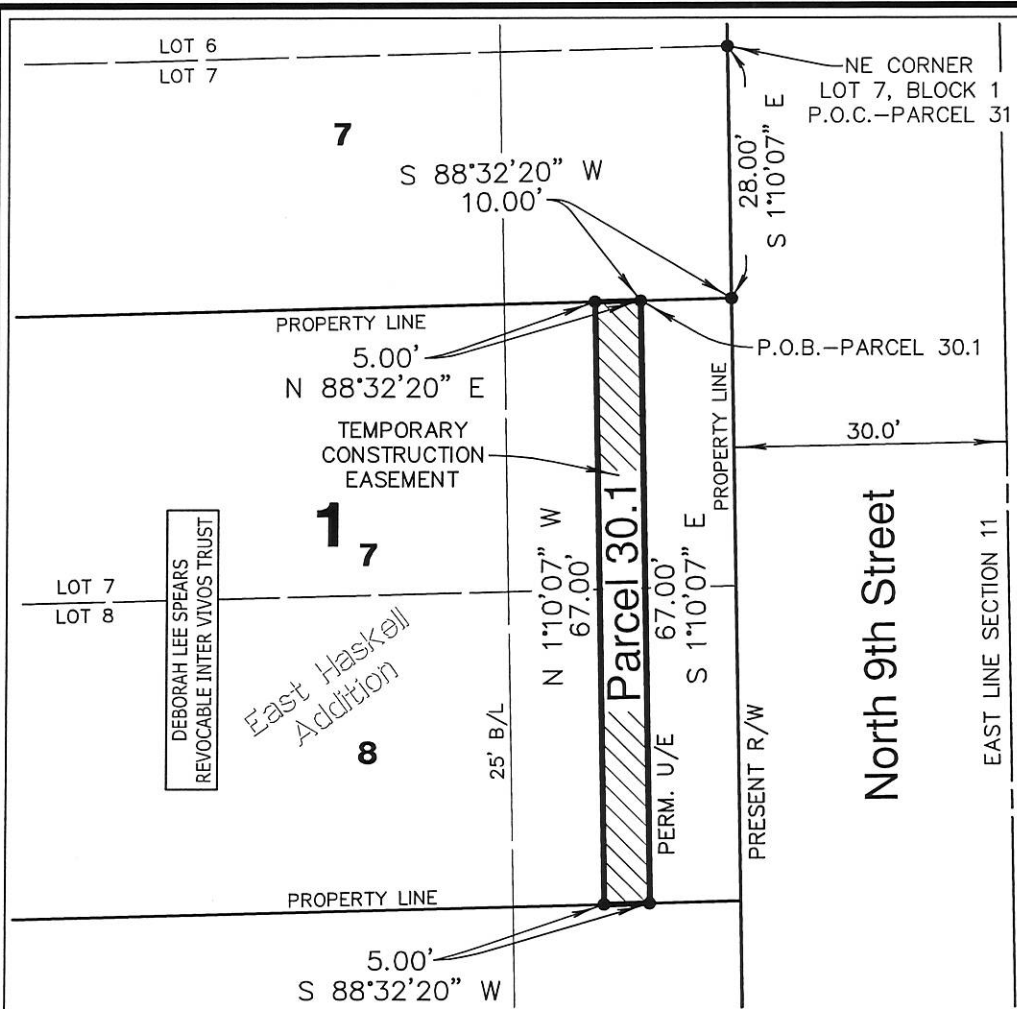 LOT 6
LOT 7
NE CORNER
LOT 7, BLOCK 1
P.O.C.–PARCEL 31
7
28.00'
S 1°10'07" E
S 88°32'20" W
10.00'
PROPERTY LINE
5.00'
N 88°32'20" E
P.O.B.–PARCEL 30.1
PROPERTY LINE
30.0'
TEMPORARY
CONSTRUCTION
EASEMENT
1
7
N 1°10'07" W
67.00'
Parcel 30.1
67.00'
S 1°10'07" E
North 9th Street
EAST LINE SECTION 11
LOT 7
LOT 8
DEBORAH LEE SPEARS
REVOCABLE INTER VIVOS TRUST
East Haskell
Addition
8
25' B/L
PERM. U/E
PRESENT R/W
PROPERTY LINE
5.00'
S 88°32'20" W